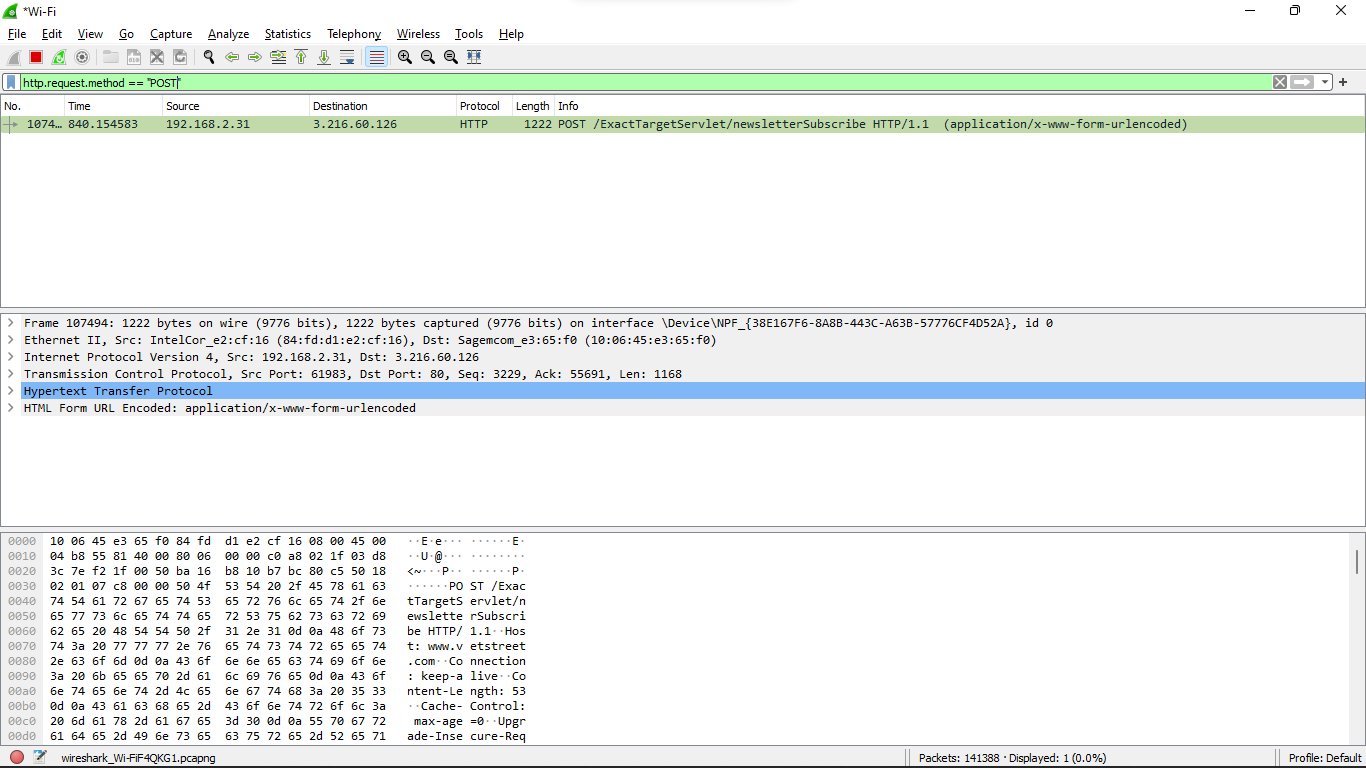 *Wi-Fi
File Edit View Go Capture Analyze Statistics Telephony Wireless Tools Help
http.request.method == "POST"
No. Time Source Destination Protocol Length Info
1074… 840.154583 192.168.2.31 3.216.60.126 HTTP 1222 POST /ExactTargetServlet/newsletterSubscribe HTTP/1.1 (application/x-www-form-urlencoded)
Frame 107494: 1222 bytes on wire (9776 bits), 1222 bytes captured (9776 bits) on interface \Device\NPF_{38E167F6-8A8B-443C-A63B-57776CF4D52A}, id 0
Ethernet II, Src: IntelCor_e2:cf:16 (84:fd:d1:e2:cf:16), Dst: Sagemcom_e3:65:f0 (10:06:45:e3:65:f0)
Internet Protocol Version 4, Src: 192.168.2.31, Dst: 3.216.60.126
Transmission Control Protocol, Src Port: 61983, Dst Port: 80, Seq: 3229, Ack: 55691, Len: 1168
Hypertext Transfer Protocol
HTML Form URL Encoded: application/x-www-form-urlencoded
0000 10 06 45 e3 65 f0 84 fd d1 e2 cf 16 08 00 45 00 ··E·e··· ······E·
0010 04 b8 55 81 40 00 80 06 00 00 c0 a8 02 1f 03 d8 ··U·@··· ········
0020 3c 7e f2 1f 00 50 ba 16 b8 10 b7 bc 80 c5 50 18 <~···P·· ······P·
0030 02 01 07 c8 00 00 50 4f 53 54 20 2f 45 78 61 63 ······PO ST /Exac
0040 74 54 61 72 67 65 74 53 65 72 76 6c 65 74 2f 6e tTargetS ervlet/n
0050 65 77 73 6c 65 74 74 65 72 53 75 62 73 63 72 69 ewslette rSubscri
0060 62 65 20 48 54 54 50 2f 31 2e 31 0d 0a 48 6f 73 be HTTP/ 1.1··Hos
0070 74 3a 20 77 77 77 2e 76 65 74 73 74 72 65 65 74 t: www.v etstreet
0080 2e 63 6f 6d 0d 0a 43 6f 6e 6e 65 63 74 69 6f 6e .com··Co nnection
0090 3a 20 6b 65 65 70 2d 61 6c 69 76 65 0d 0a 43 6f : keep-a live··Co
00a0 6e 74 65 6e 74 2d 4c 65 6e 67 74 68 3a 20 35 33 ntent-Le ngth: 53
00b0 0d 0a 43 61 63 68 65 2d 43 6f 6e 74 72 6f 6c 3a ··Cache- Control:
00c0 20 6d 61 78 2d 61 67 65 3d 30 0d 0a 55 70 67 72 max-age =0··Upgr
00d0 61 64 65 2d 49 6e 73 65 63 75 72 65 2d 52 65 71 ade-Inse cure-Req
wireshark_Wi-FiF4QKG1.pcapng Packets: 141388 · Displayed: 1 (0.0%) Profile: Default